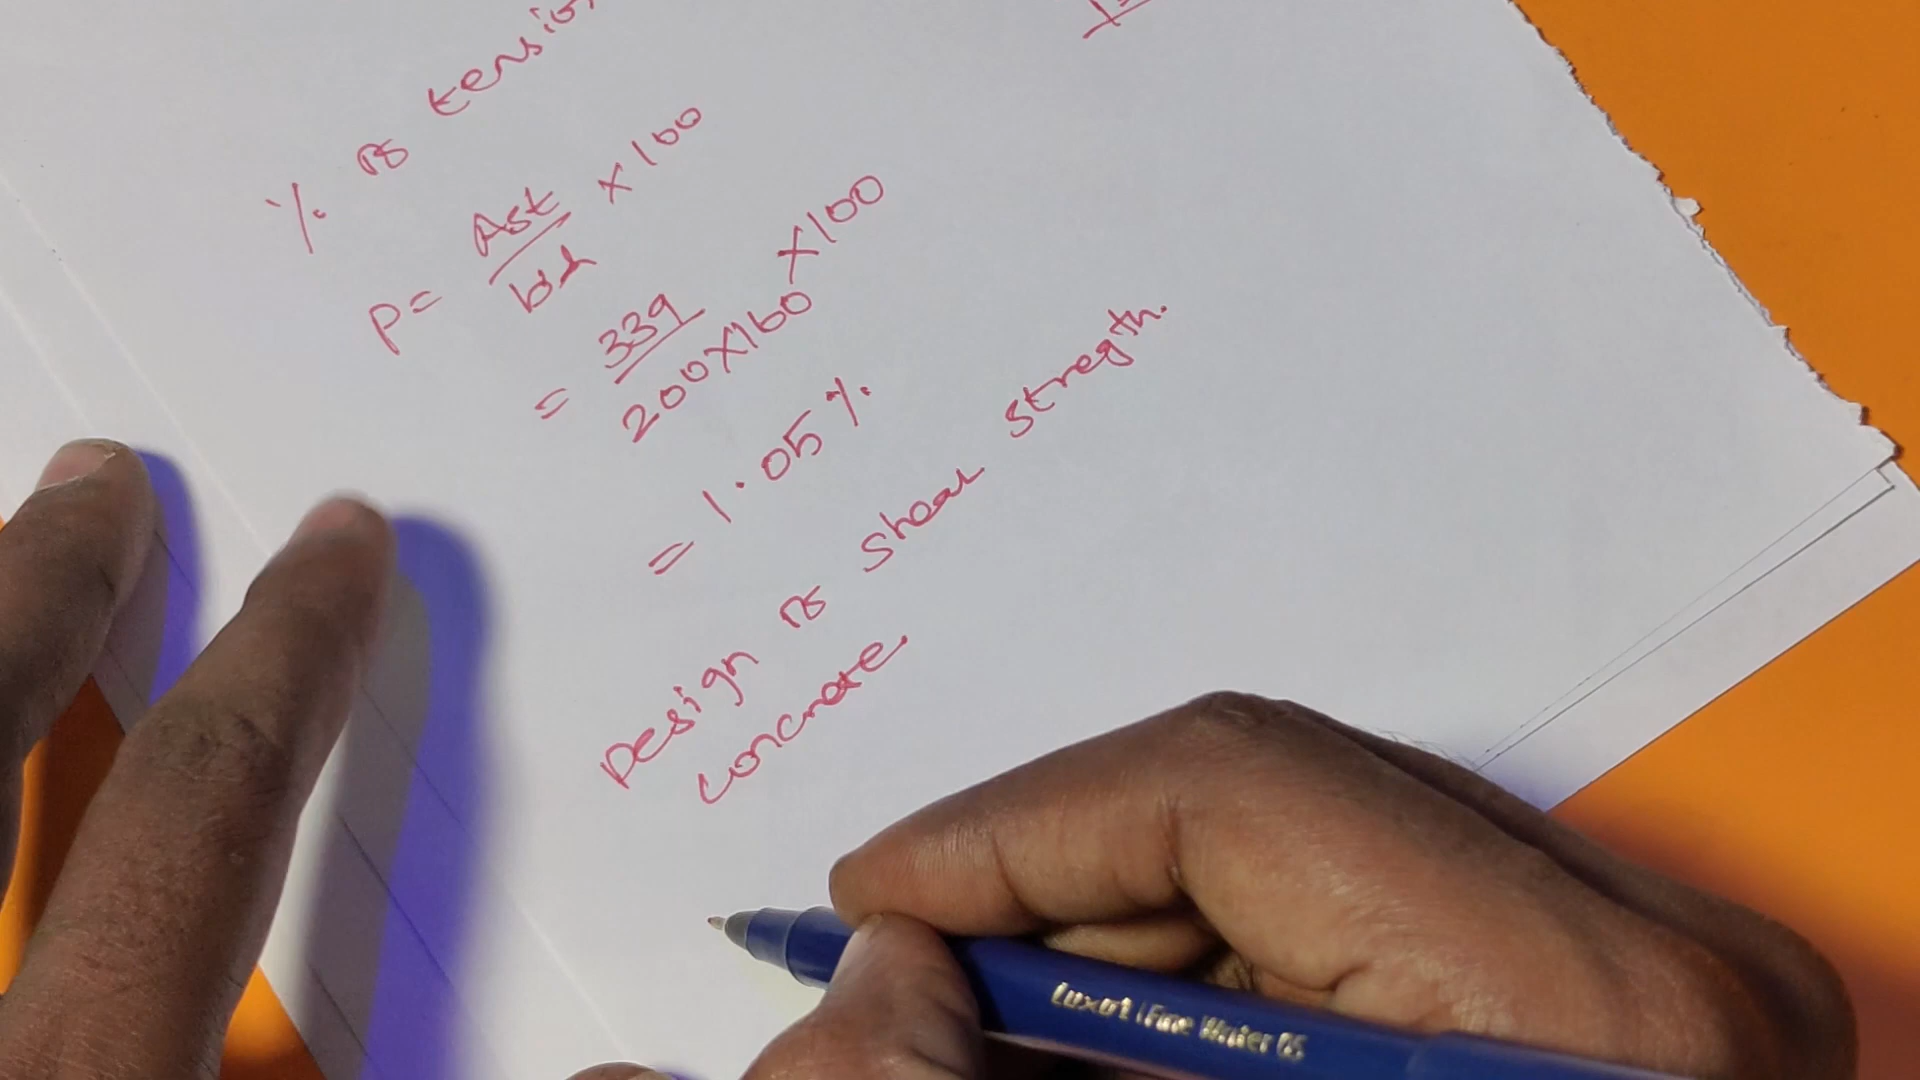 % of tension
P = Ast/bd × 100
= 339/200×160 × 100
= 1.05%
Design of shear stregth.
concrete.
Luxor | Fine Writer 05